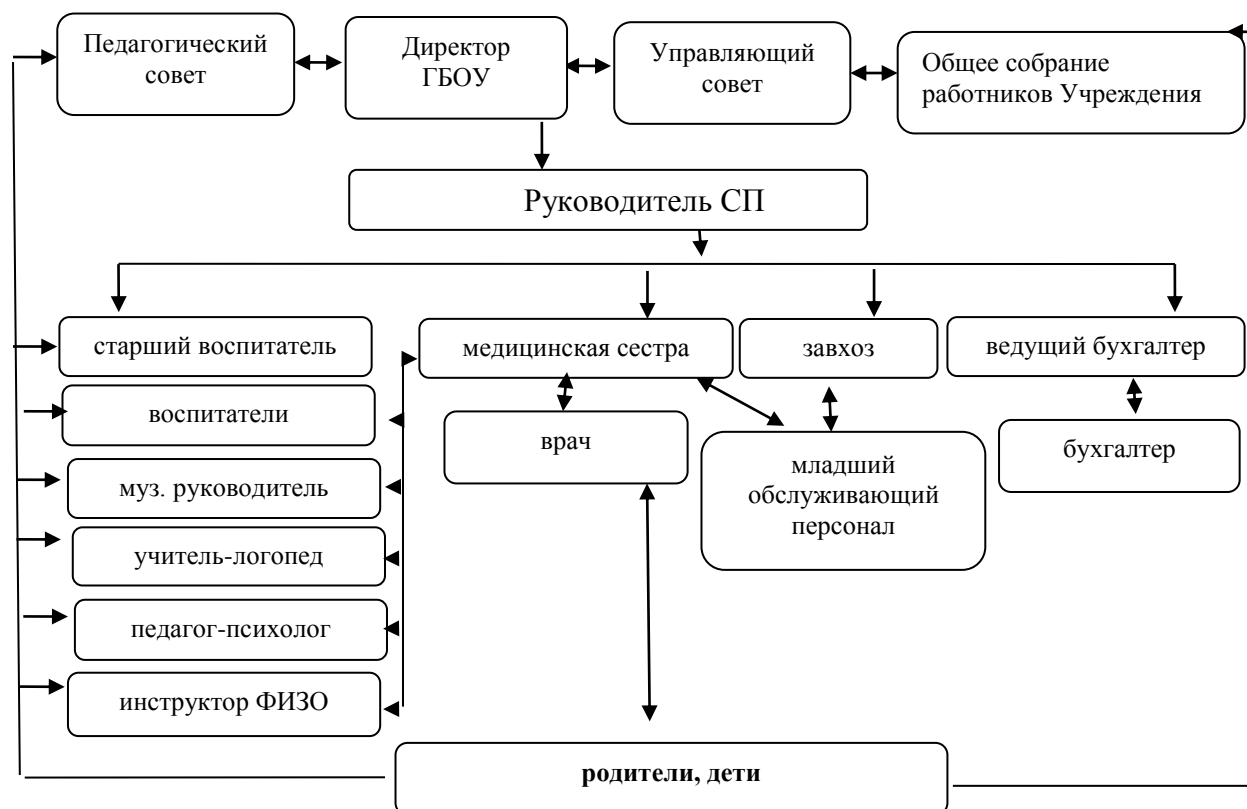 Педагогический
совет
Директор
ГБОУ
Управляющий
совет
Общее собрание
работников Учреждения
Руководитель СП
старший воспитатель
медицинская сестра
завхоз
ведущий бухгалтер
воспитатели
врач
младший
обслуживающий
персонал
бухгалтер
муз. руководитель
учитель-логопед
педагог-психолог
инструктор ФИЗО
родители, дети